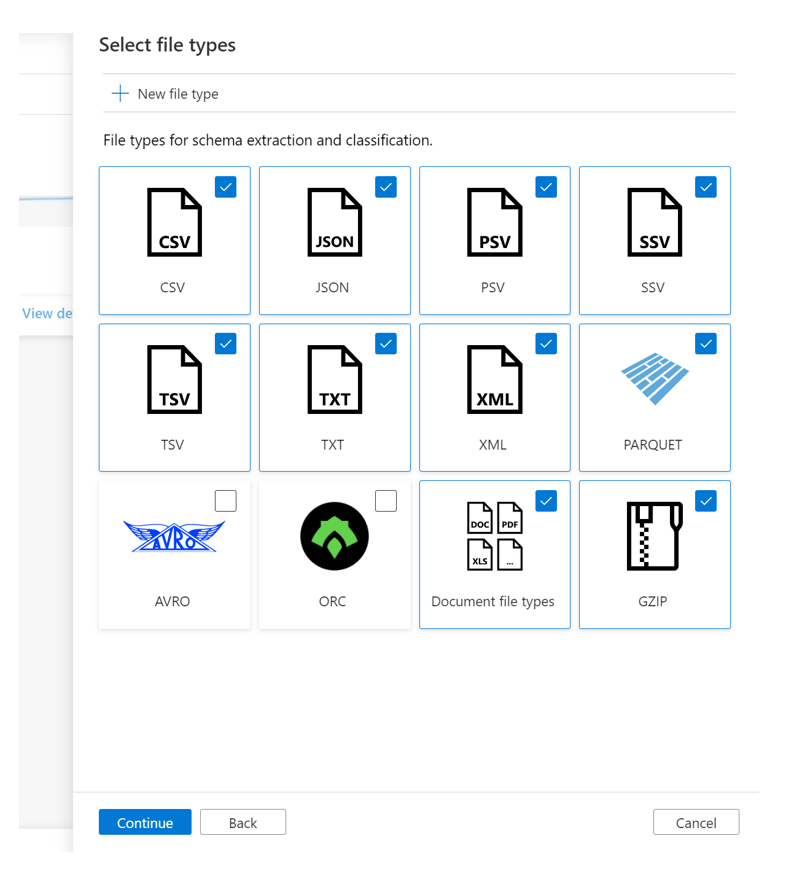 Select file types
New file type
File types for schema extraction and classification.
CSV JSON PSV SSV
CSV JSON PSV SSV
View de
TSV TXT XML
TSV TXT XML PARQUET
AVRO DOC PDF
XLS ...
AVRO ORC Document file types GZIP
Continue Back Cancel